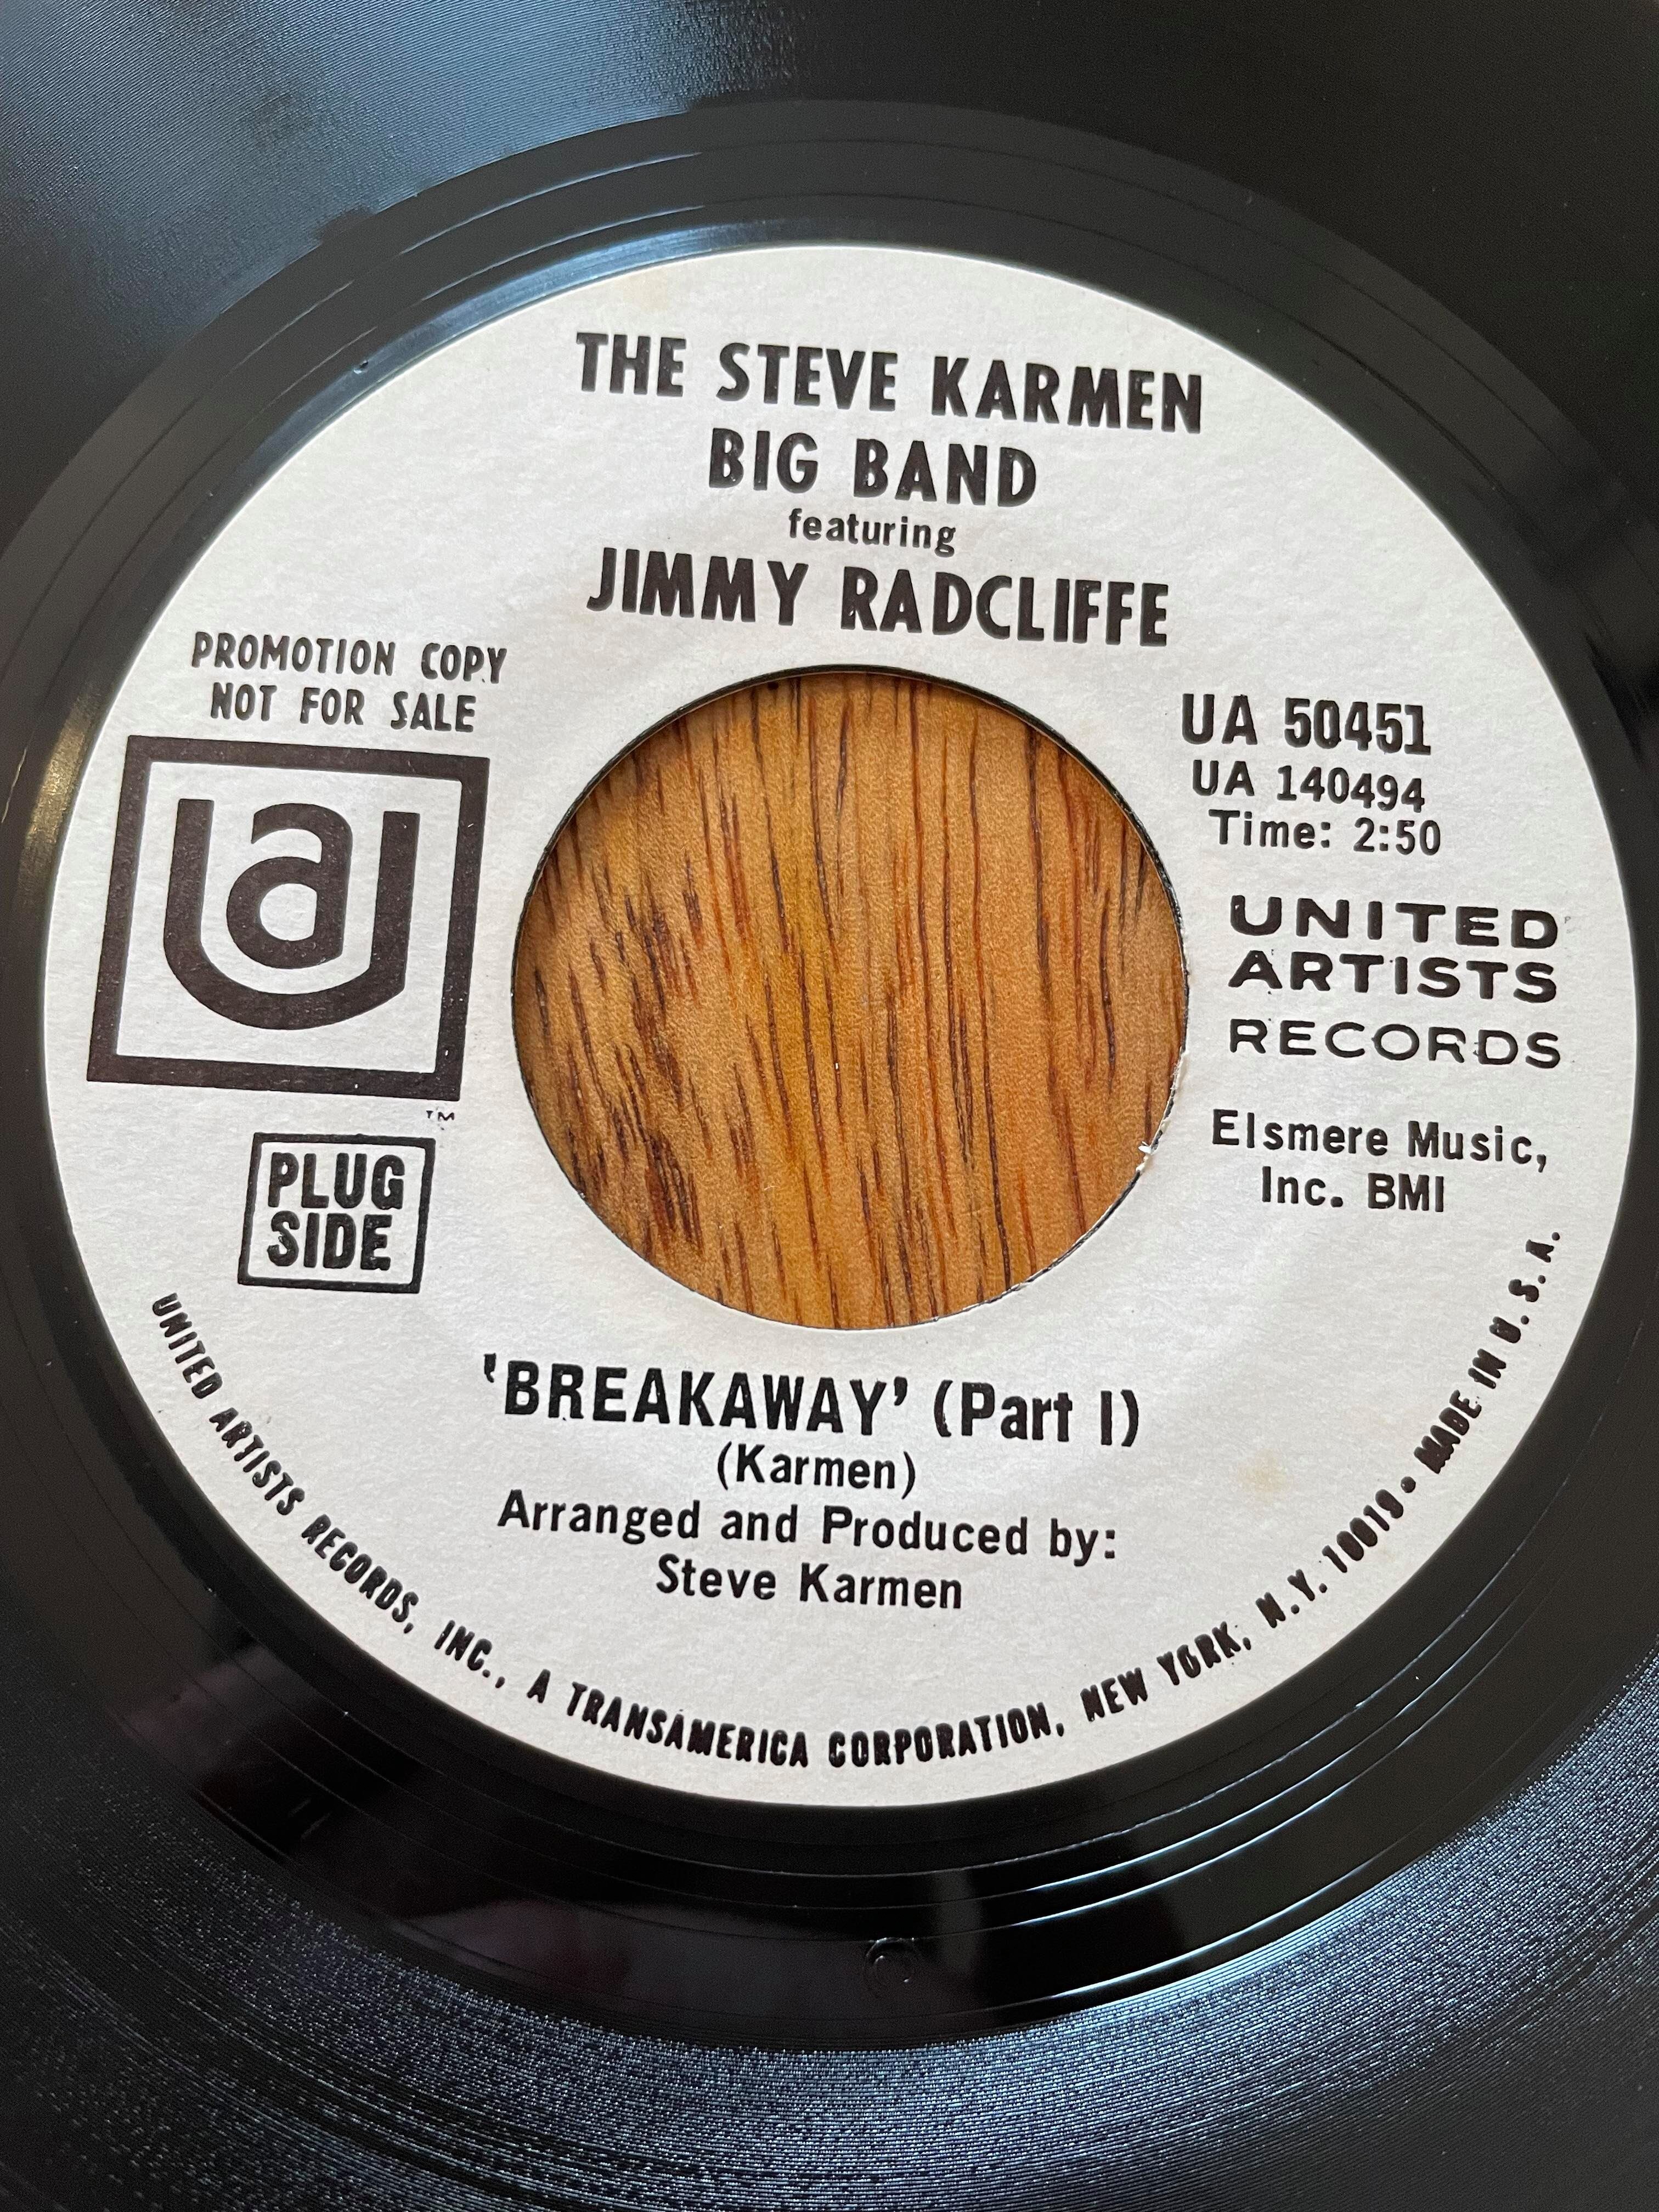 THE STEVE KARMEN
BIG BAND
featuring
JIMMY RADCLIFFE
PROMOTION COPY
NOT FOR SALE
ua
TM
PLUG
SIDE
UA 50451
UA 140494
Time: 2:50
UNITED
ARTISTS
RECORDS
Elsmere Music,
Inc. BMI
'BREAKAWAY' (Part I)
(Karmen)
Arranged and Produced by:
Steve Karmen
UNITED ARTISTS RECORDS, INC., A TRANSAMERICA CORPORATION, NEW YORK, N.Y. 10019 • MADE IN U.S.A.